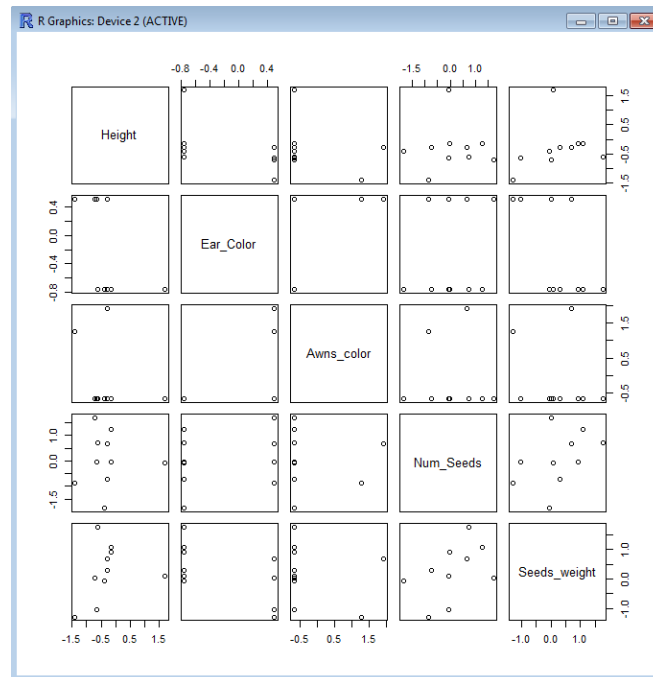 R Graphics: Device 2 (ACTIVE)
-0.8 -0.4 0.0 0.4
-1.5 0.0 1.0
Height
-1.5 -0.5 0.5 1.5
-0.8 -0.4 0.0 0.4
Ear_Color
Awns_color
-0.5 0.5 1.5
-1.5 0.0 1.0
Num_Seeds
Seeds_weight
-1.0 0.0 1.0
-1.5 -0.5 0.5 1.5
-0.5 0.5 1.5
-1.0 0.0 1.0